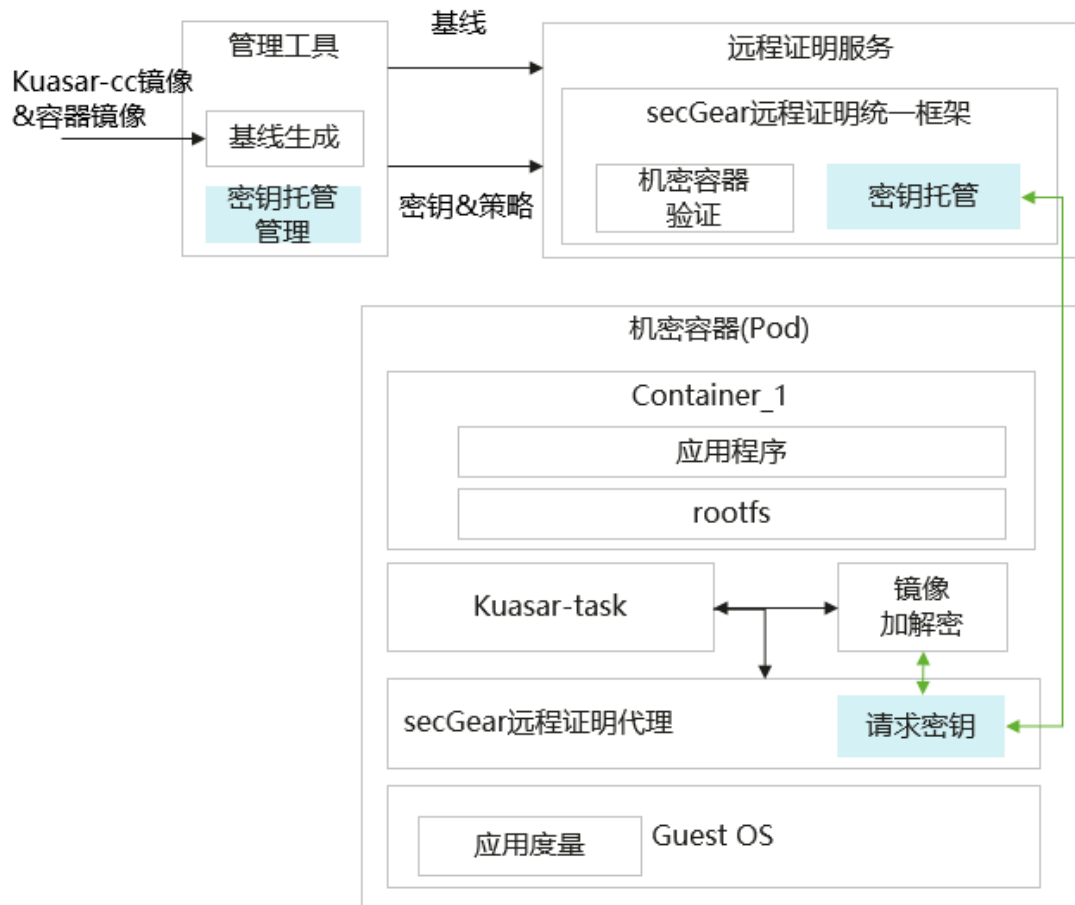 管理工具
基线
远程证明服务
Kuasar-cc镜像
&容器镜像
基线生成
密钥托管
管理
密钥&策略
secGear远程证明统一框架
机密容器
验证
密钥托管
机密容器(Pod)
Container_1
应用程序
rootfs
Kuasar-task
镜像
加解密
secGear远程证明代理
请求密钥
应用度量
Guest OS